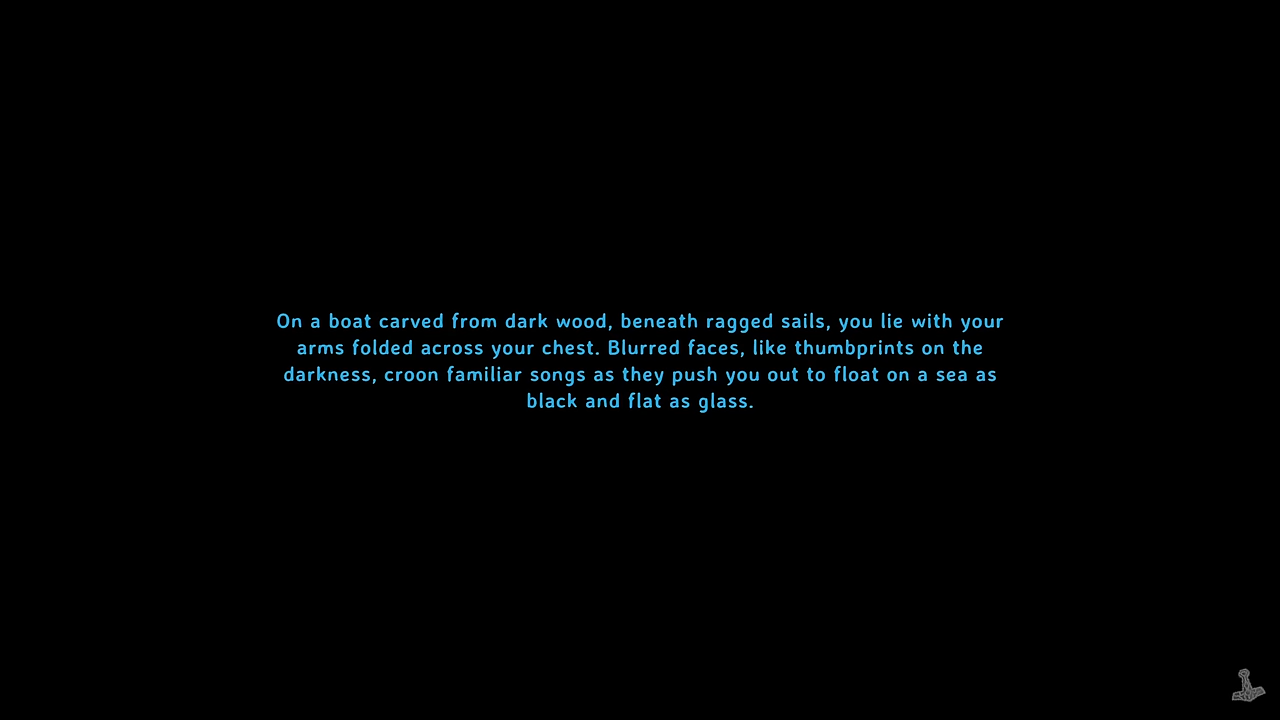 On a boat carved from dark wood, beneath ragged sails, you lie with your
arms folded across your chest. Blurred faces, like thumbprints on the
darkness, croon familiar songs as they push you out to float on a sea as
black and flat as glass.